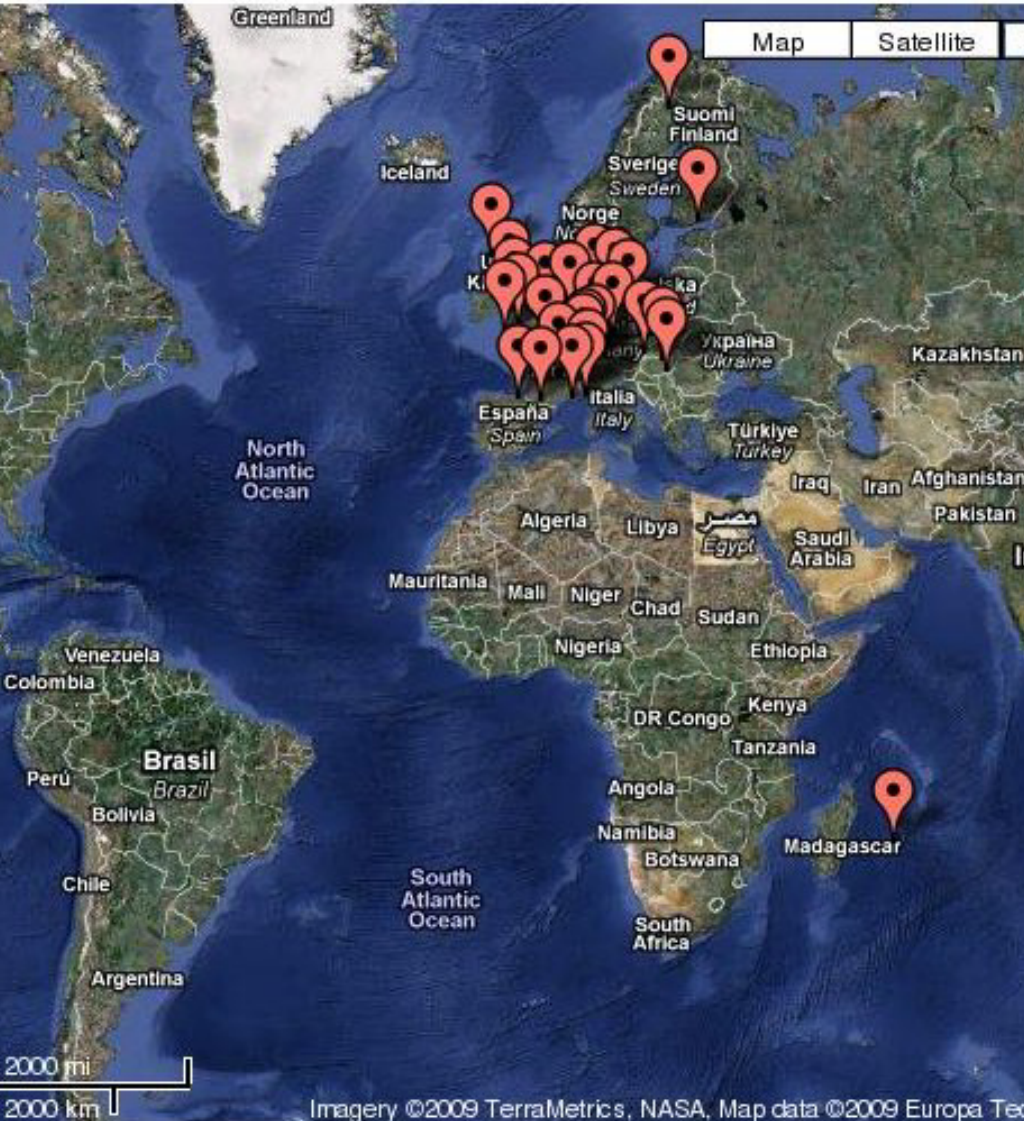 Greenland
Map
Satellite
Suomi
Finland
Iceland
Sverige
Sweden
Norge
Україна
Ukraine
Kazakhstan
España
Spain
Italia
Italy
Türkiye
Turkey
North
Atlantic
Ocean
Iraq
Iran
Afghanistan
Pakistan
Algeria
Libya
مصر
Egypt
Saudi
Arabia
Mauritania
Mali
Niger
Chad
Sudan
Nigeria
Ethiopia
Venezuela
Colombia
DR Congo
Kenya
Tanzania
Brasil
Brazil
Perú
Bolivia
Angola
Namibia
Botswana
Madagascar
Chile
South
Atlantic
Ocean
South
Africa
Argentina
2000 mi
2000 km
Imagery ©2009 TerraMetrics, NASA, Map data ©2009 Europa Tec